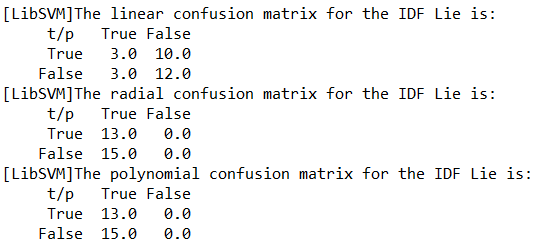 [LibSVM]The linear confusion matrix for the IDF Lie is:
t/p True False
True 3.0 10.0
False 3.0 12.0
[LibSVM]The radial confusion matrix for the IDF Lie is:
t/p True False
True 13.0 0.0
False 15.0 0.0
[LibSVM]The polynomial confusion matrix for the IDF Lie is:
t/p True False
True 13.0 0.0
False 15.0 0.0